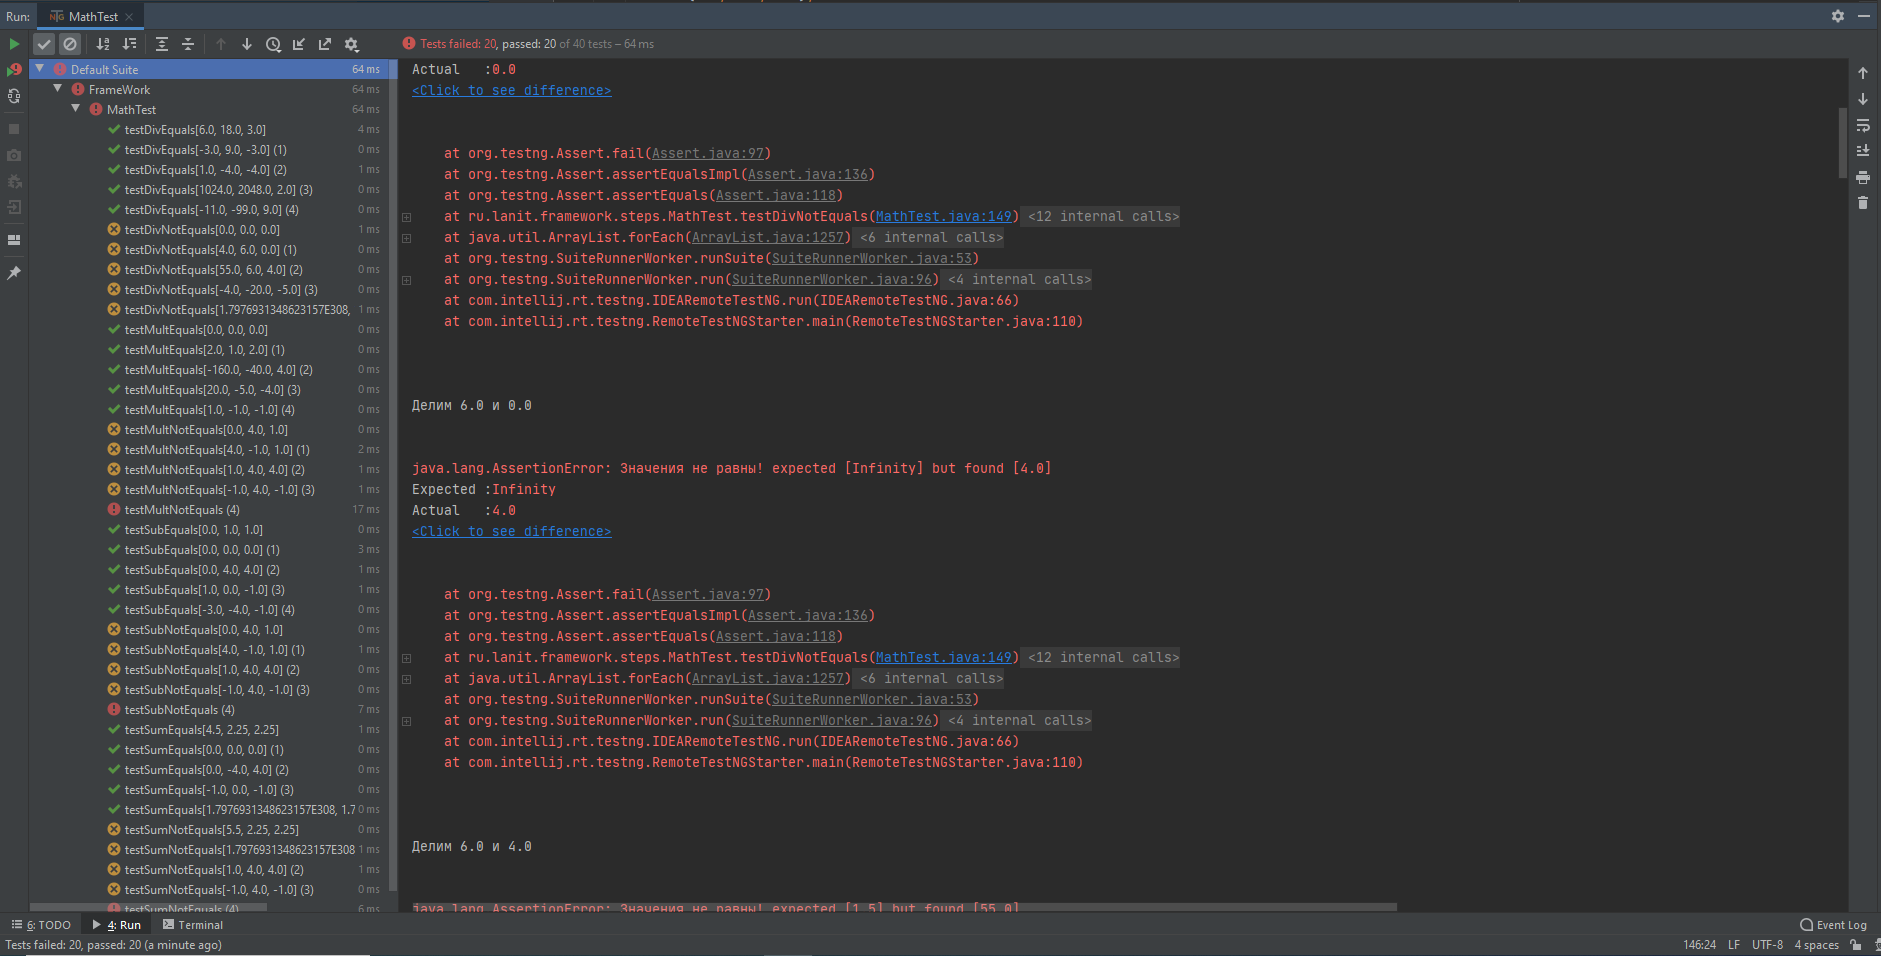 Run: MathTest
Tests failed: 20, passed: 20 of 40 tests – 64 ms
Default Suite 64 ms
FrameWork 64 ms
MathTest 64 ms
testDivEquals[6.0, 18.0, 3.0] 4 ms
testDivEquals[-3.0, 9.0, -3.0] (1) 0 ms
testDivEquals[1.0, -4.0, -4.0] (2) 1 ms
testDivEquals[1024.0, 2048.0, 2.0] (3) 0 ms
testDivEquals[-11.0, -99.0, 9.0] (4) 0 ms
testDivNotEquals[0.0, 0.0, 0.0] 1 ms
testDivNotEquals[4.0, 6.0, 0.0] (1) 0 ms
testDivNotEquals[55.0, 6.0, 4.0] (2) 0 ms
testDivNotEquals[-4.0, -20.0, -5.0] (3) 0 ms
testDivNotEquals[1.7976931348623157E308, 1 ms
testMultEquals[0.0, 0.0, 0.0] 0 ms
testMultEquals[2.0, 1.0, 2.0] (1) 0 ms
testMultEquals[-160.0, -40.0, 4.0] (2) 0 ms
testMultEquals[20.0, -5.0, -4.0] (3) 0 ms
testMultEquals[1.0, -1.0, -1.0] (4) 0 ms
testMultNotEquals[0.0, 4.0, 1.0] 0 ms
testMultNotEquals[4.0, -1.0, 1.0] (1) 2 ms
testMultNotEquals[1.0, 4.0, 4.0] (2) 1 ms
testMultNotEquals[-1.0, 4.0, -1.0] (3) 1 ms
testMultNotEquals (4) 17 ms
testSubEquals[0.0, 1.0, 1.0] 0 ms
testSubEquals[0.0, 0.0, 0.0] (1) 3 ms
testSubEquals[0.0, 4.0, 4.0] (2) 1 ms
testSubEquals[1.0, 0.0, -1.0] (3) 1 ms
testSubEquals[-3.0, -4.0, -1.0] (4) 0 ms
testSubNotEquals[0.0, 4.0, 1.0] 0 ms
testSubNotEquals[4.0, -1.0, 1.0] (1) 1 ms
testSubNotEquals[1.0, 4.0, 4.0] (2) 0 ms
testSubNotEquals[-1.0, 4.0, -1.0] (3) 0 ms
testSubNotEquals (4) 7 ms
testSumEquals[4.5, 2.25, 2.25] 1 ms
testSumEquals[0.0, 0.0, 0.0] (1) 0 ms
testSumEquals[0.0, -4.0, 4.0] (2) 0 ms
testSumEquals[-1.0, 0.0, -1.0] (3) 0 ms
testSumEquals[1.7976931348623157E308, 1.7 0 ms
testSumNotEquals[5.5, 2.25, 2.25] 0 ms
testSumNotEquals[1.7976931348623157E308 1 ms
testSumNotEquals[1.0, 4.0, 4.0] (2) 1 ms
testSumNotEquals[-1.0, 4.0, -1.0] (3) 0 ms
testSumNotEquals (4) 6 ms
Actual :0.0
<Click to see difference>
at org.testng.Assert.fail(Assert.java:97)
at org.testng.Assert.assertEqualsImpl(Assert.java:136)
at org.testng.Assert.assertEquals(Assert.java:118)
at ru.lanit.framework.steps.MathTest.testDivNotEquals(MathTest.java:149) <12 internal calls>
at java.util.ArrayList.forEach(ArrayList.java:1257) <6 internal calls>
at org.testng.SuiteRunnerWorker.runSuite(SuiteRunnerWorker.java:53)
at org.testng.SuiteRunnerWorker.run(SuiteRunnerWorker.java:96) <4 internal calls>
at com.intellij.rt.testng.IDEARemoteTestNG.run(IDEARemoteTestNG.java:66)
at com.intellij.rt.testng.RemoteTestNGStarter.main(RemoteTestNGStarter.java:110)
Делим 6.0 и 0.0
java.lang.AssertionError: Значения не равны! expected [Infinity] but found [4.0]
Expected :Infinity
Actual :4.0
<Click to see difference>
at org.testng.Assert.fail(Assert.java:97)
at org.testng.Assert.assertEqualsImpl(Assert.java:136)
at org.testng.Assert.assertEquals(Assert.java:118)
at ru.lanit.framework.steps.MathTest.testDivNotEquals(MathTest.java:149) <12 internal calls>
at java.util.ArrayList.forEach(ArrayList.java:1257) <6 internal calls>
at org.testng.SuiteRunnerWorker.runSuite(SuiteRunnerWorker.java:53)
at org.testng.SuiteRunnerWorker.run(SuiteRunnerWorker.java:96) <4 internal calls>
at com.intellij.rt.testng.IDEARemoteTestNG.run(IDEARemoteTestNG.java:66)
at com.intellij.rt.testng.RemoteTestNGStarter.main(RemoteTestNGStarter.java:110)
Делим 6.0 и 4.0
java.lang.AssertionError: Значения не равны! expected [1.5] but found [55.0]
6: TODO 4: Run Terminal Event Log
Tests failed: 20, passed: 20 (a minute ago) 146:24 LF UTF-8 4 spaces